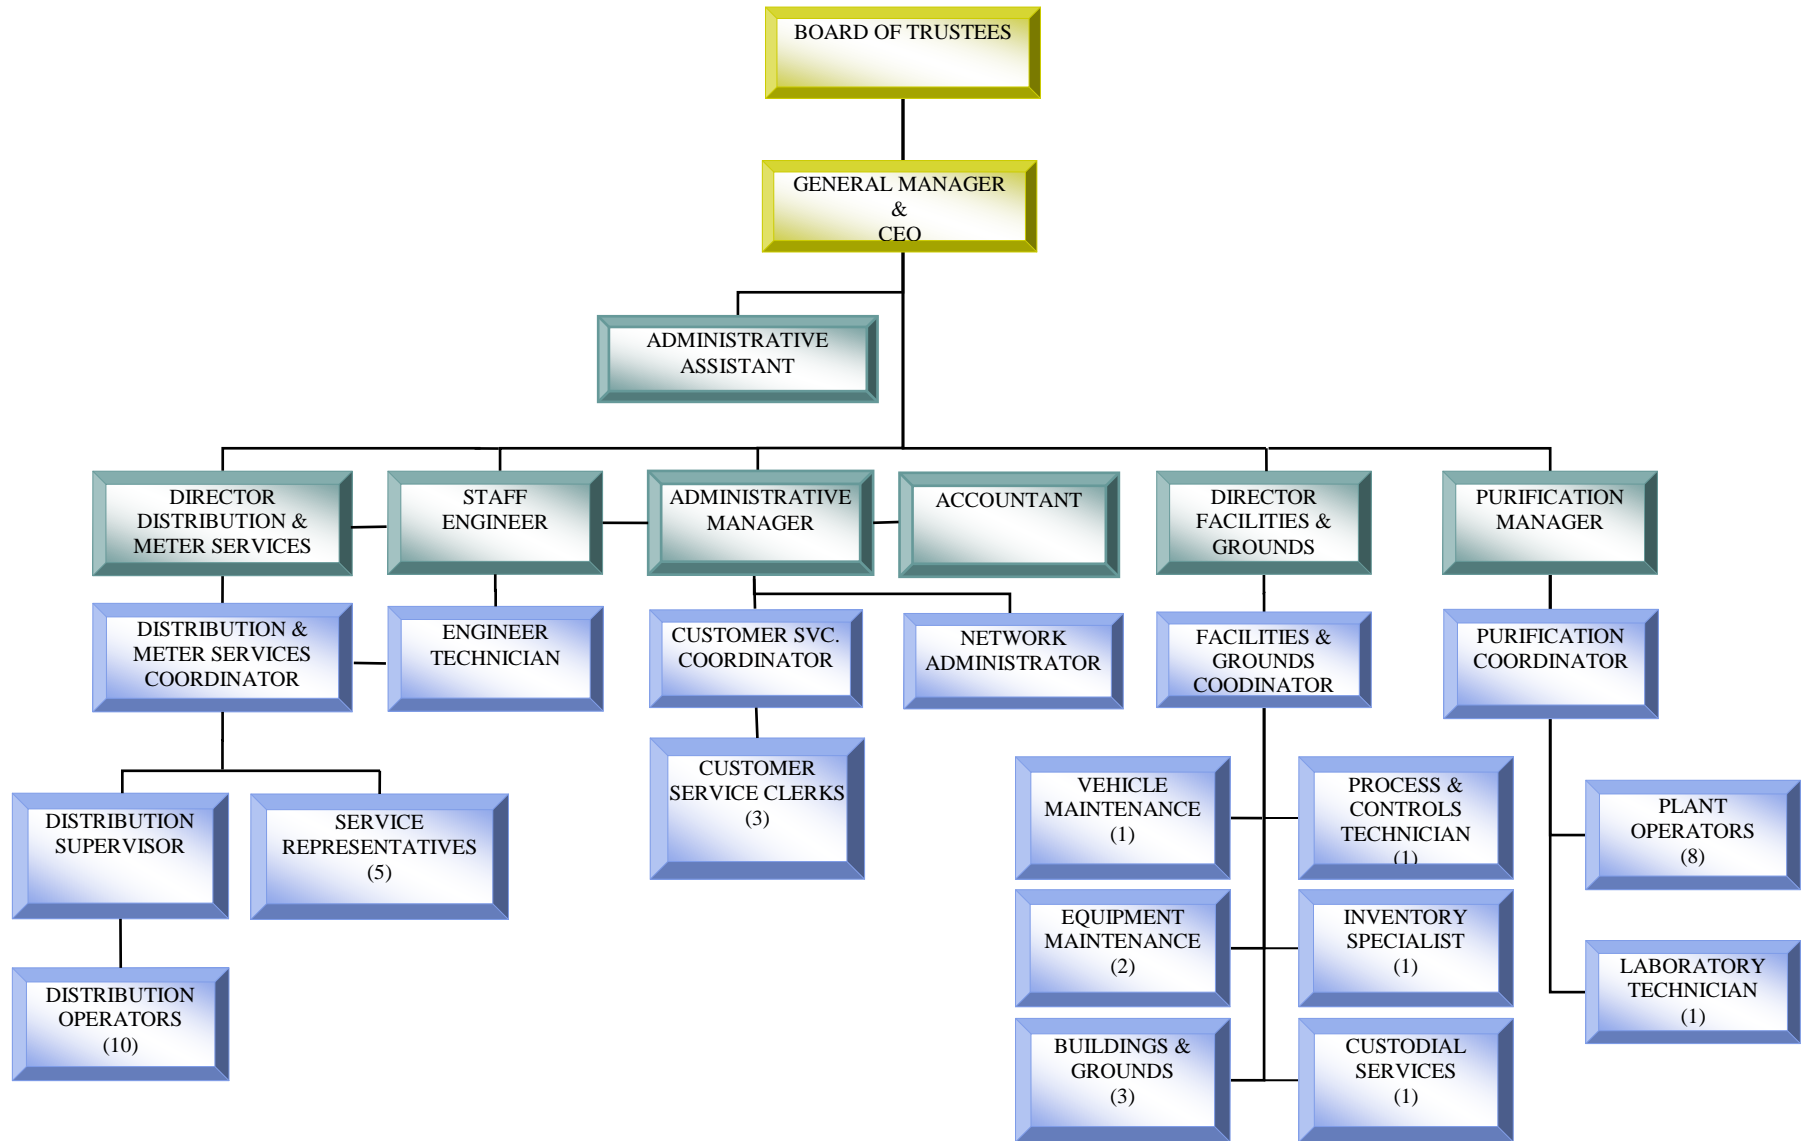 BOARD OF TRUSTEES
GENERAL MANAGER
&
CEO
ADMINISTRATIVE
ASSISTANT
DIRECTOR
DISTRIBUTION &
METER SERVICES
STAFF
ENGINEER
ADMINISTRATIVE
MANAGER
ACCOUNTANT
DIRECTOR
FACILITIES &
GROUNDS
PURIFICATION
MANAGER
DISTRIBUTION &
METER SERVICES
COORDINATOR
ENGINEER
TECHNICIAN
CUSTOMER SVC.
COORDINATOR
NETWORK
ADMINISTRATOR
FACILITIES &
GROUNDS
COODINATOR
PURIFICATION
COORDINATOR
DISTRIBUTION
SUPERVISOR
SERVICE
REPRESENTATIVES
(5)
CUSTOMER
SERVICE CLERKS
(3)
VEHICLE
MAINTENANCE
(1)
PROCESS &
CONTROLS
TECHNICIAN
(1)
PLANT
OPERATORS
(8)
EQUIPMENT
MAINTENANCE
(2)
INVENTORY
SPECIALIST
(1)
LABORATORY
TECHNICIAN
(1)
DISTRIBUTION
OPERATORS
(10)
BUILDINGS &
GROUNDS
(3)
CUSTODIAL
SERVICES
(1)